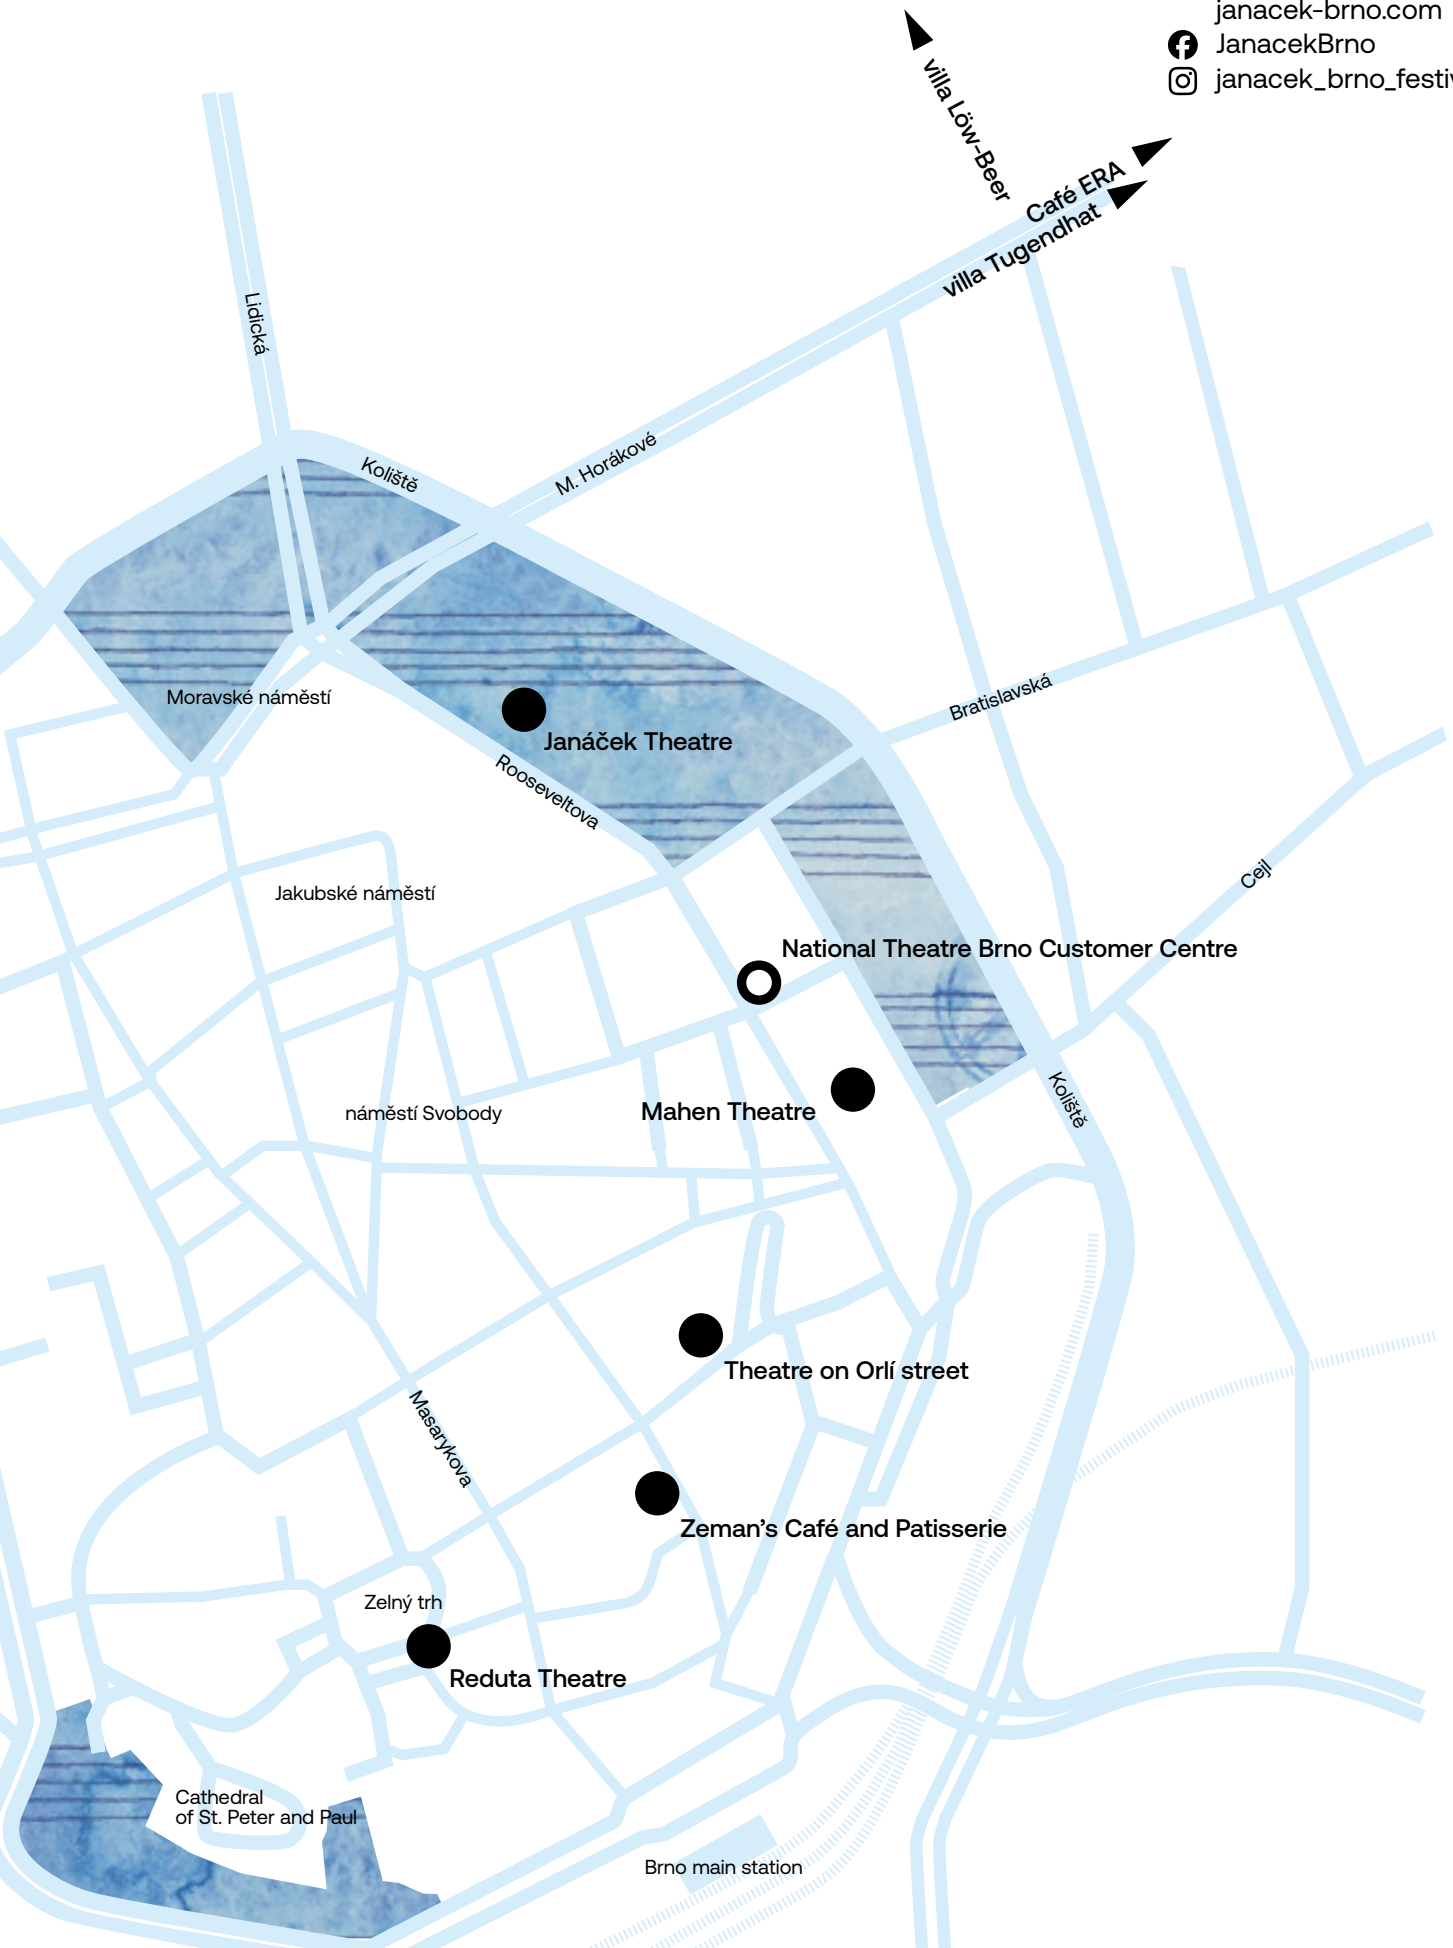 janacek-brno.com
JanacekBrno
janacek_brno_festiv
villa Löw-Beer
Café ERA
villa Tugendhat
Lidická
Koliště
M. Horákové
Moravské náměstí
Janáček Theatre
Bratislavská
Rooseveltova
Jakubské náměstí
Cejl
National Theatre Brno Customer Centre
náměstí Svobody
Mahen Theatre
Koliště
Theatre on Orlí street
Masarykova
Zeman’s Café and Patisserie
Zelný trh
Reduta Theatre
Cathedral
of St. Peter and Paul
Brno main station